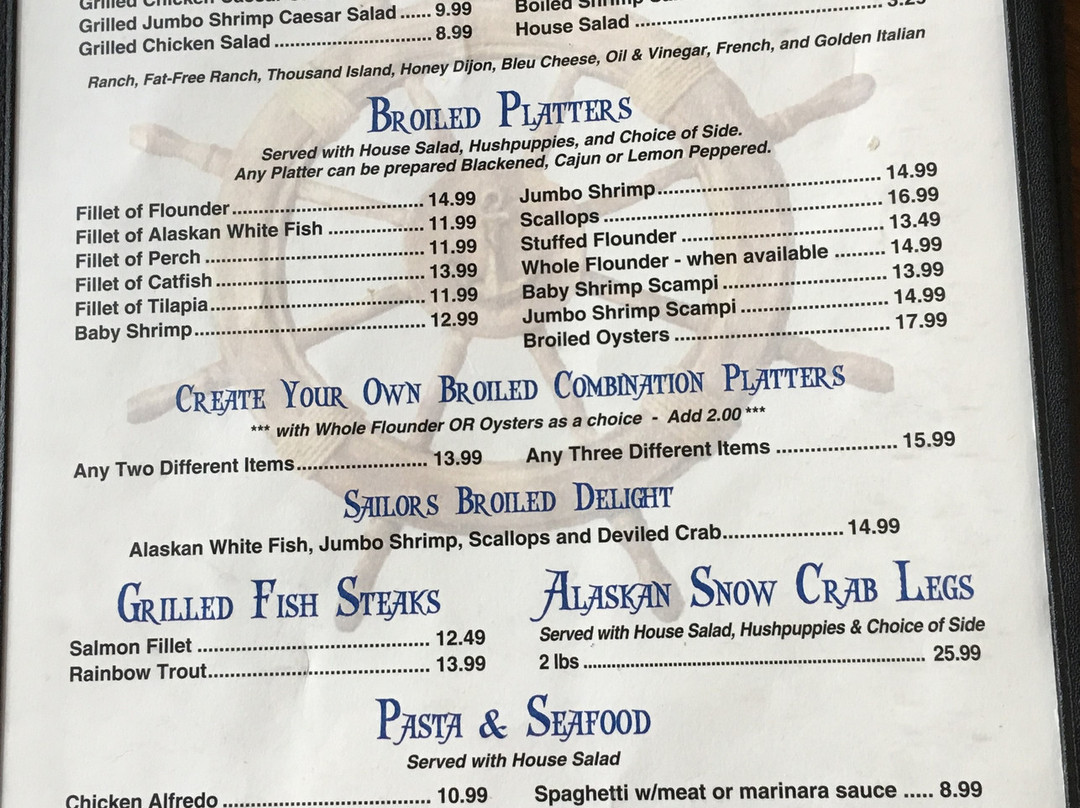 Grilled Chicken
Grilled Jumbo Shrimp Caesar Salad ...... 9.99
Grilled Chicken Salad ................................. 8.99
Boiled Shrimp
House Salad ............................................. 3.25
Ranch, Fat-Free Ranch, Thousand Island, Honey Dijon, Bleu Cheese, Oil & Vinegar, French, and Golden Italian
BROILED PLATTERS
Served with House Salad, Hushpuppies, and Choice of Side.
Any Platter can be prepared Blackened, Cajun or Lemon Peppered.
Fillet of Flounder ................................. 14.99
Fillet of Alaskan White Fish ................. 11.99
Fillet of Perch ...................................... 11.99
Fillet of Catfish .................................... 13.99
Fillet of Tilapia ..................................... 11.99
Baby Shrimp ........................................ 12.99
Jumbo Shrimp ....................................... 14.99
Scallops ................................................ 16.99
Stuffed Flounder ................................... 13.49
Whole Flounder - when available ......... 14.99
Baby Shrimp Scampi ............................ 13.99
Jumbo Shrimp Scampi ......................... 14.99
Broiled Oysters ..................................... 17.99
CREATE YOUR OWN BROILED COMBINATION PLATTERS
*** with Whole Flounder OR Oysters as a choice - Add 2.00 ***
Any Two Different Items ....................... 13.99
Any Three Different Items .................... 15.99
SAILORS BROILED DELIGHT
Alaskan White Fish, Jumbo Shrimp, Scallops and Deviled Crab ..................... 14.99
GRILLED FISH STEAKS
Salmon Fillet ........................................ 12.49
Rainbow Trout ...................................... 13.99
ALASKAN SNOW CRAB LEGS
Served with House Salad, Hushpuppies & Choice of Side
2 lbs ............................................................. 25.99
PASTA & SEAFOOD
Served with House Salad
Chicken Alfredo .................................... 10.99
Spaghetti w/meat or marinara sauce ..... 8.99